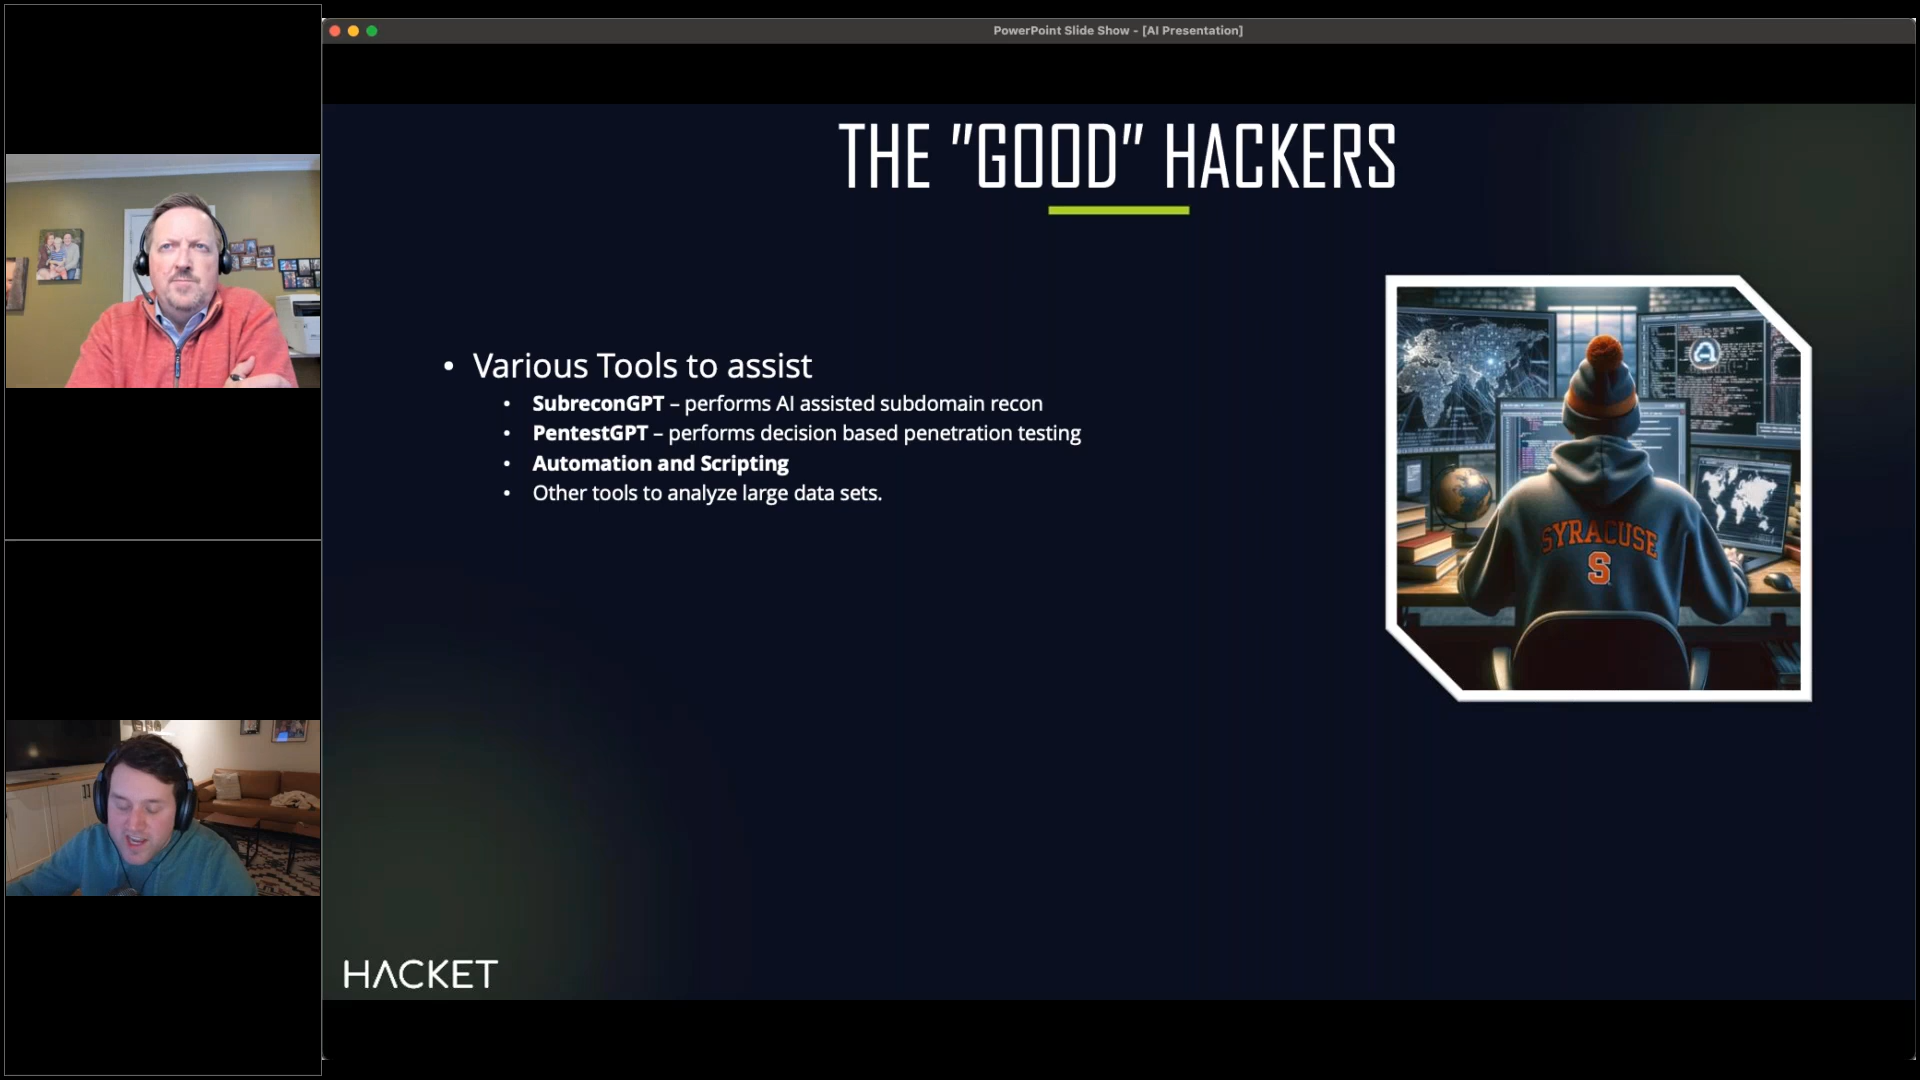 PowerPoint Slide Show - [AI Presentation]
THE "GOOD" HACKERS
• Various Tools to assist
• SubreconGPT – performs AI assisted subdomain recon
• PentestGPT – performs decision based penetration testing
• Automation and Scripting
• Other tools to analyze large data sets.
SYRACUSE
S
HACKET